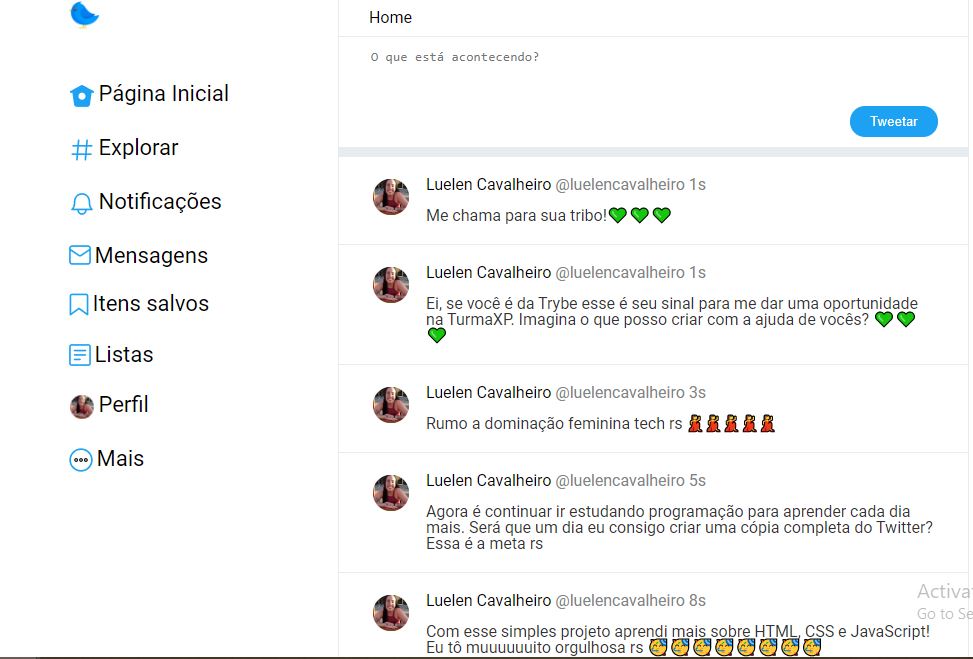 Home
O que está acontecendo?
Tweetar
Página Inicial
Explorar
Notificações
Mensagens
Itens salvos
Listas
Perfil
Mais
Luelen Cavalheiro @luelencavalheiro 1s
Me chama para sua tribo!💚💚💚
Luelen Cavalheiro @luelencavalheiro 1s
Ei, se você é da Trybe esse é seu sinal para me dar uma oportunidade
na TurmaXP. Imagina o que posso criar com a ajuda de vocês? 💚💚
💚
Luelen Cavalheiro @luelencavalheiro 3s
Rumo a dominação feminina tech rs 💃💃💃💃💃
Luelen Cavalheiro @luelencavalheiro 5s
Agora é continuar ir estudando programação para aprender cada dia
mais. Será que um dia eu consigo criar uma cópia completa do Twitter?
Essa é a meta rs
Luelen Cavalheiro @luelencavalheiro 8s
Com esse simples projeto aprendi mais sobre HTML, CSS e JavaScript!
Eu tô muuuuuuito orgulhosa rs 🥳🥳🥳🥳🥳🥳🥳🥳
Go to